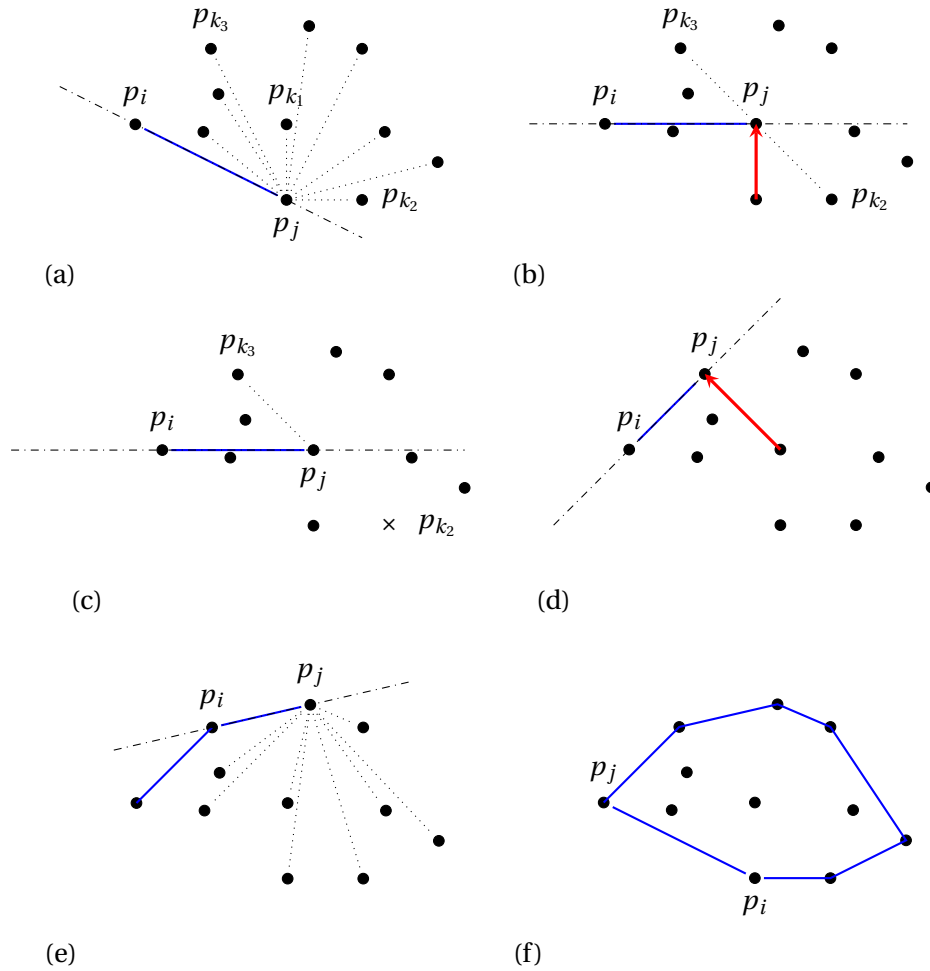 p_{k_3}
p_i p_{k_1}
p_{k_2}
p_j
(a)
p_{k_3}
p_i p_j
p_{k_2}
(b)
p_{k_3}
p_i
p_j
× p_{k_2}
(c)
p_j
p_i
(d)
p_j
p_i
(e)
p_j
p_i
(f)